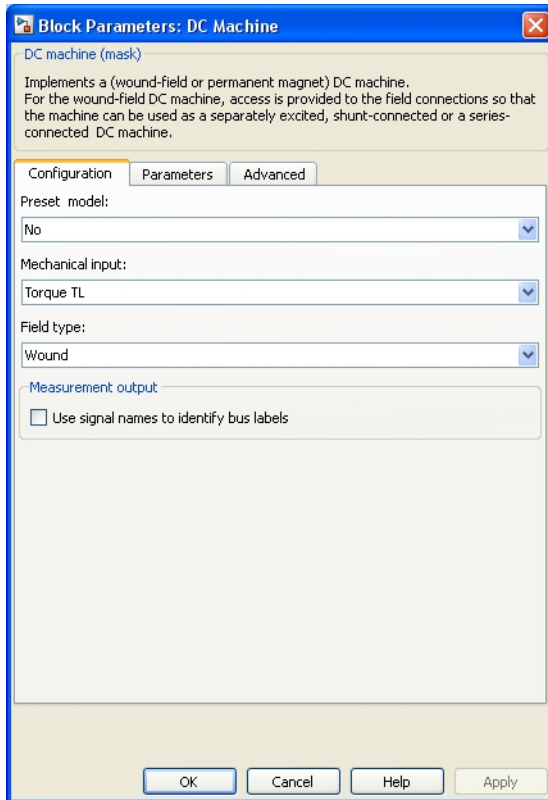 Block Parameters: DC Machine
DC machine (mask)
Implements a (wound-field or permanent magnet) DC machine.
For the wound-field DC machine, access is provided to the field connections so that
the machine can be used as a separately excited, shunt-connected or a series-
connected DC machine.
Configuration Parameters Advanced
Preset model:
No
Mechanical input:
Torque TL
Field type:
Wound
Measurement output
Use signal names to identify bus labels
OK Cancel Help Apply